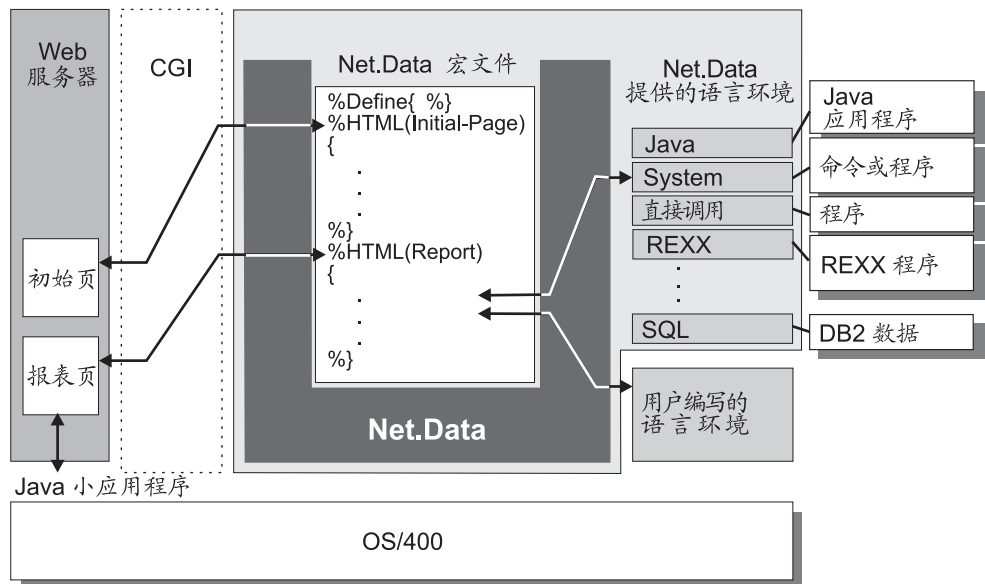 Web
服务器
初始页
报表页
Java 小应用程序
CGI
Net.Data 宏文件
%Define{ %}
%HTML(Initial-Page)
{
.
.
.
%}
%HTML(Report)
{
.
.
.
%}
Net.Data
Net.Data
提供的语言环境
Java
System
直接调用
REXX
.
.
.
SQL
用户编写的
语言环境
Java
应用程序
命令或程序
程序
REXX 程序
DB2 数据
OS/400